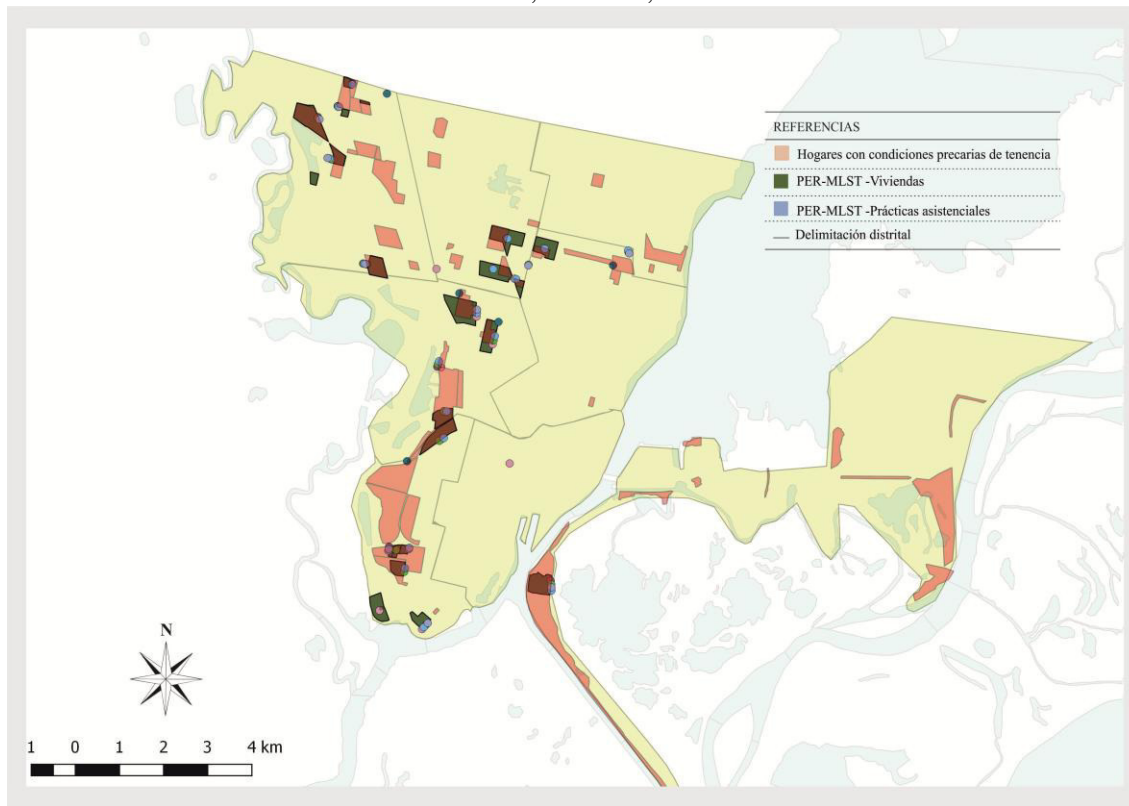 REFERENCIAS
Hogares con condiciones precarias de tenencia
PER-MLST -Viviendas
PER-MLST -Prácticas asistenciales
Delimitación distrital
N
1 0 1 2 3 4 km